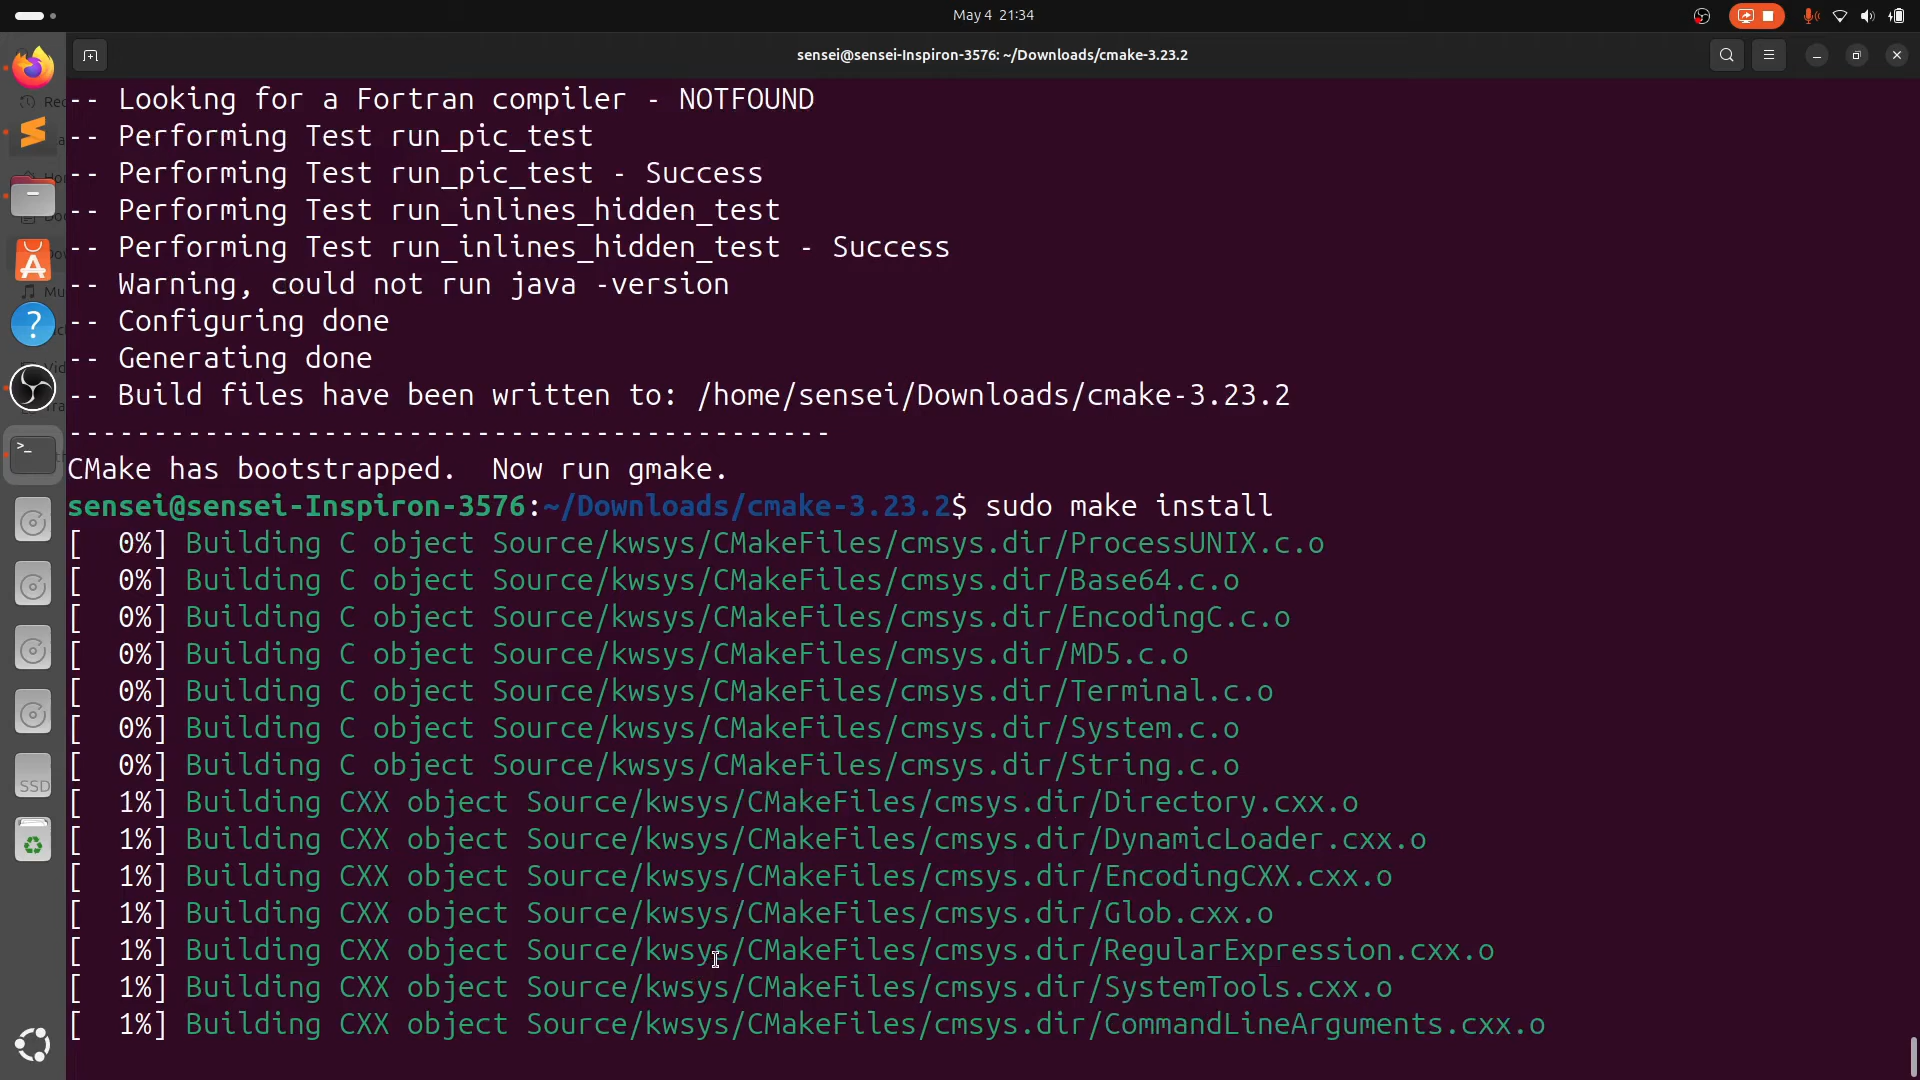 May 4 21:34
sensei@sensei-Inspiron-3576: ~/Downloads/cmake-3.23.2
-- Looking for a Fortran compiler - NOTFOUND
-- Performing Test run_pic_test
-- Performing Test run_pic_test - Success
-- Performing Test run_inlines_hidden_test
-- Performing Test run_inlines_hidden_test - Success
-- Warning, could not run java -version
-- Configuring done
-- Generating done
-- Build files have been written to: /home/sensei/Downloads/cmake-3.23.2
---------------------------------------------
CMake has bootstrapped.  Now run gmake.
sensei@sensei-Inspiron-3576:~/Downloads/cmake-3.23.2$ sudo make install
[  0%] Building C object Source/kwsys/CMakeFiles/cmsys.dir/ProcessUNIX.c.o
[  0%] Building C object Source/kwsys/CMakeFiles/cmsys.dir/Base64.c.o
[  0%] Building C object Source/kwsys/CMakeFiles/cmsys.dir/EncodingC.c.o
[  0%] Building C object Source/kwsys/CMakeFiles/cmsys.dir/MD5.c.o
[  0%] Building C object Source/kwsys/CMakeFiles/cmsys.dir/Terminal.c.o
[  0%] Building C object Source/kwsys/CMakeFiles/cmsys.dir/System.c.o
[  0%] Building C object Source/kwsys/CMakeFiles/cmsys.dir/String.c.o
[  1%] Building CXX object Source/kwsys/CMakeFiles/cmsys.dir/Directory.cxx.o
[  1%] Building CXX object Source/kwsys/CMakeFiles/cmsys.dir/DynamicLoader.cxx.o
[  1%] Building CXX object Source/kwsys/CMakeFiles/cmsys.dir/EncodingCXX.cxx.o
[  1%] Building CXX object Source/kwsys/CMakeFiles/cmsys.dir/Glob.cxx.o
[  1%] Building CXX object Source/kwsys/CMakeFiles/cmsys.dir/RegularExpression.cxx.o
[  1%] Building CXX object Source/kwsys/CMakeFiles/cmsys.dir/SystemTools.cxx.o
[  1%] Building CXX object Source/kwsys/CMakeFiles/cmsys.dir/CommandLineArguments.cxx.o
SSD